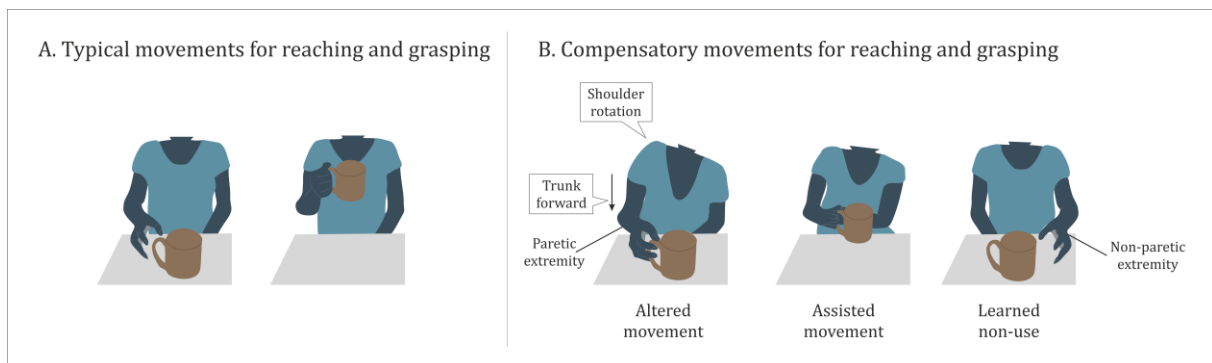 A. Typical movements for reaching and grasping
B. Compensatory movements for reaching and grasping
Shoulder
rotation
Trunk
forward
Paretic
extremity
Non-paretic
extremity
Altered
movement
Assisted
movement
Learned
non-use